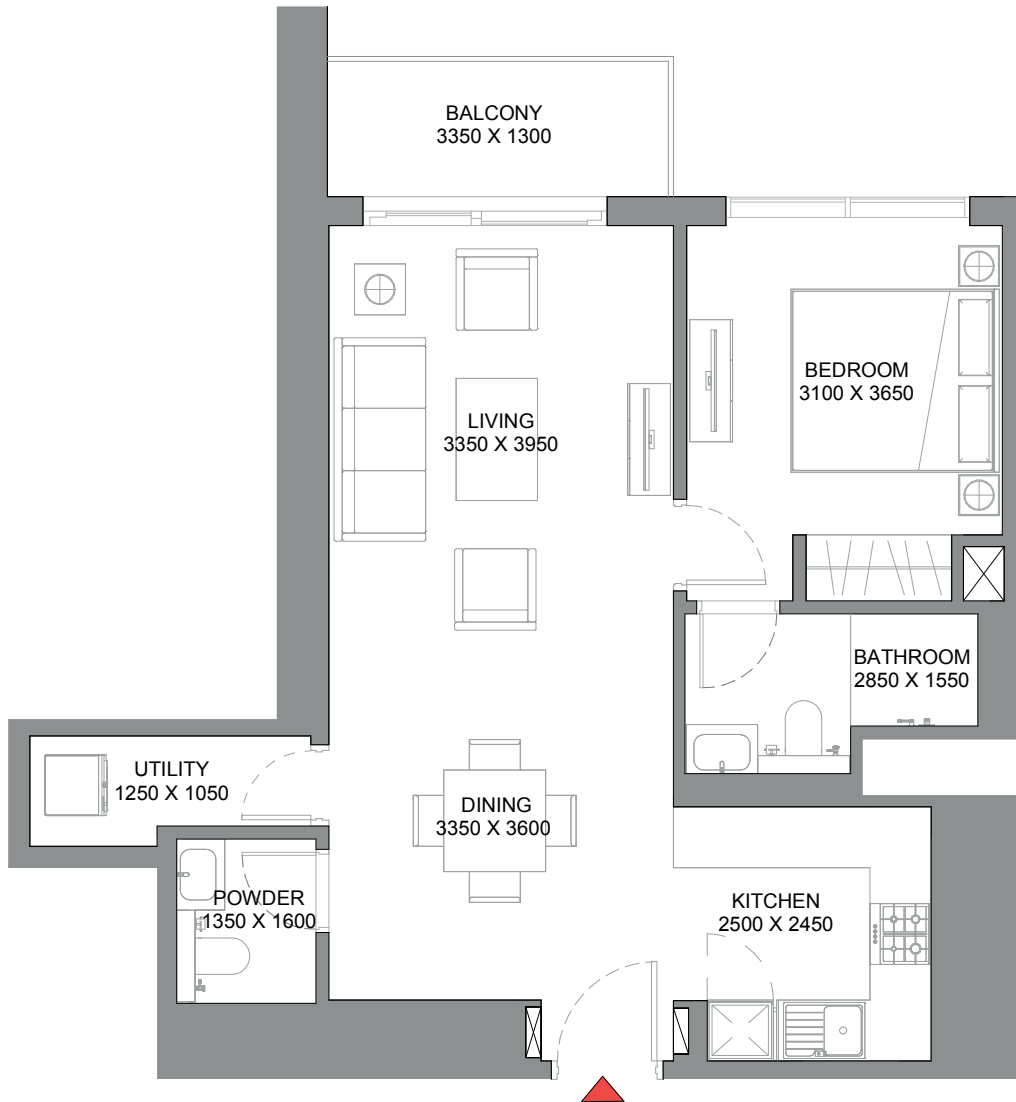 BALCONY
3350 X 1300
BEDROOM
3100 X 3650
LIVING
3350 X 3950
BATHROOM
2850 X 1550
UTILITY
1250 X 1050
DINING
3350 X 3600
POWDER
1350 X 1600
KITCHEN
2500 X 2450